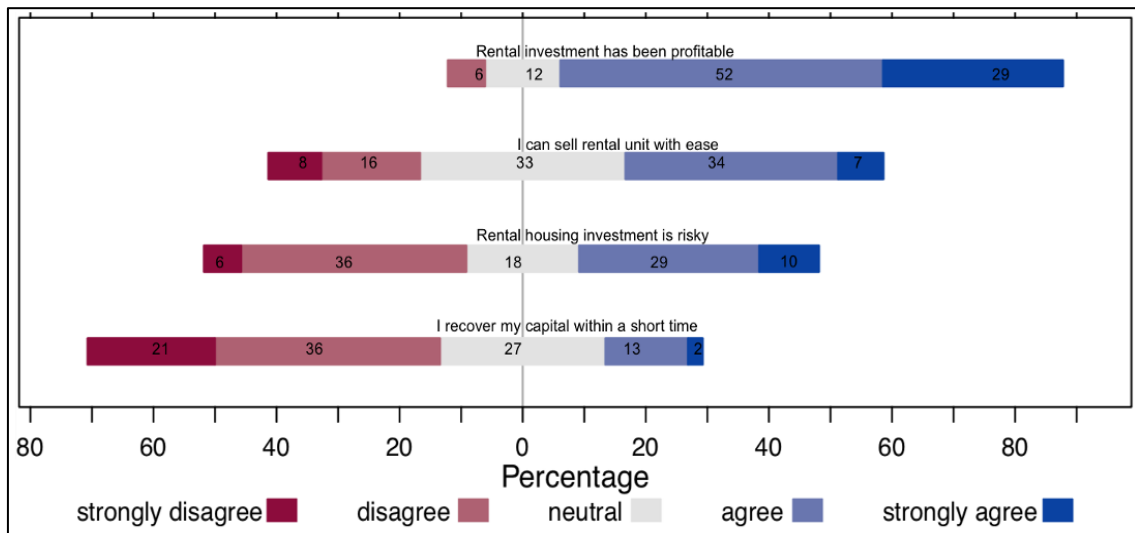 Rental investment has been profitable
6 12 52 29
I can sell rental unit with ease
8 16 33 34 7
Rental housing investment is risky
6 36 18 29 10
I recover my capital within a short time
21 36 27 13 2
80 60 40 20 0 20 40 60 80
Percentage
strongly disagree disagree neutral agree strongly agree